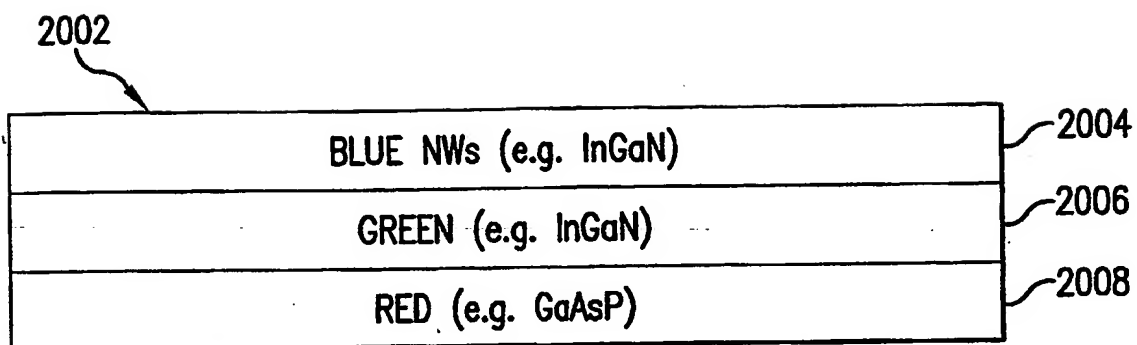 2002
BLUE NWs (e.g. InGaN)
2004
GREEN (e.g. InGaN)
2006
RED (e.g. GaAsP)
2008